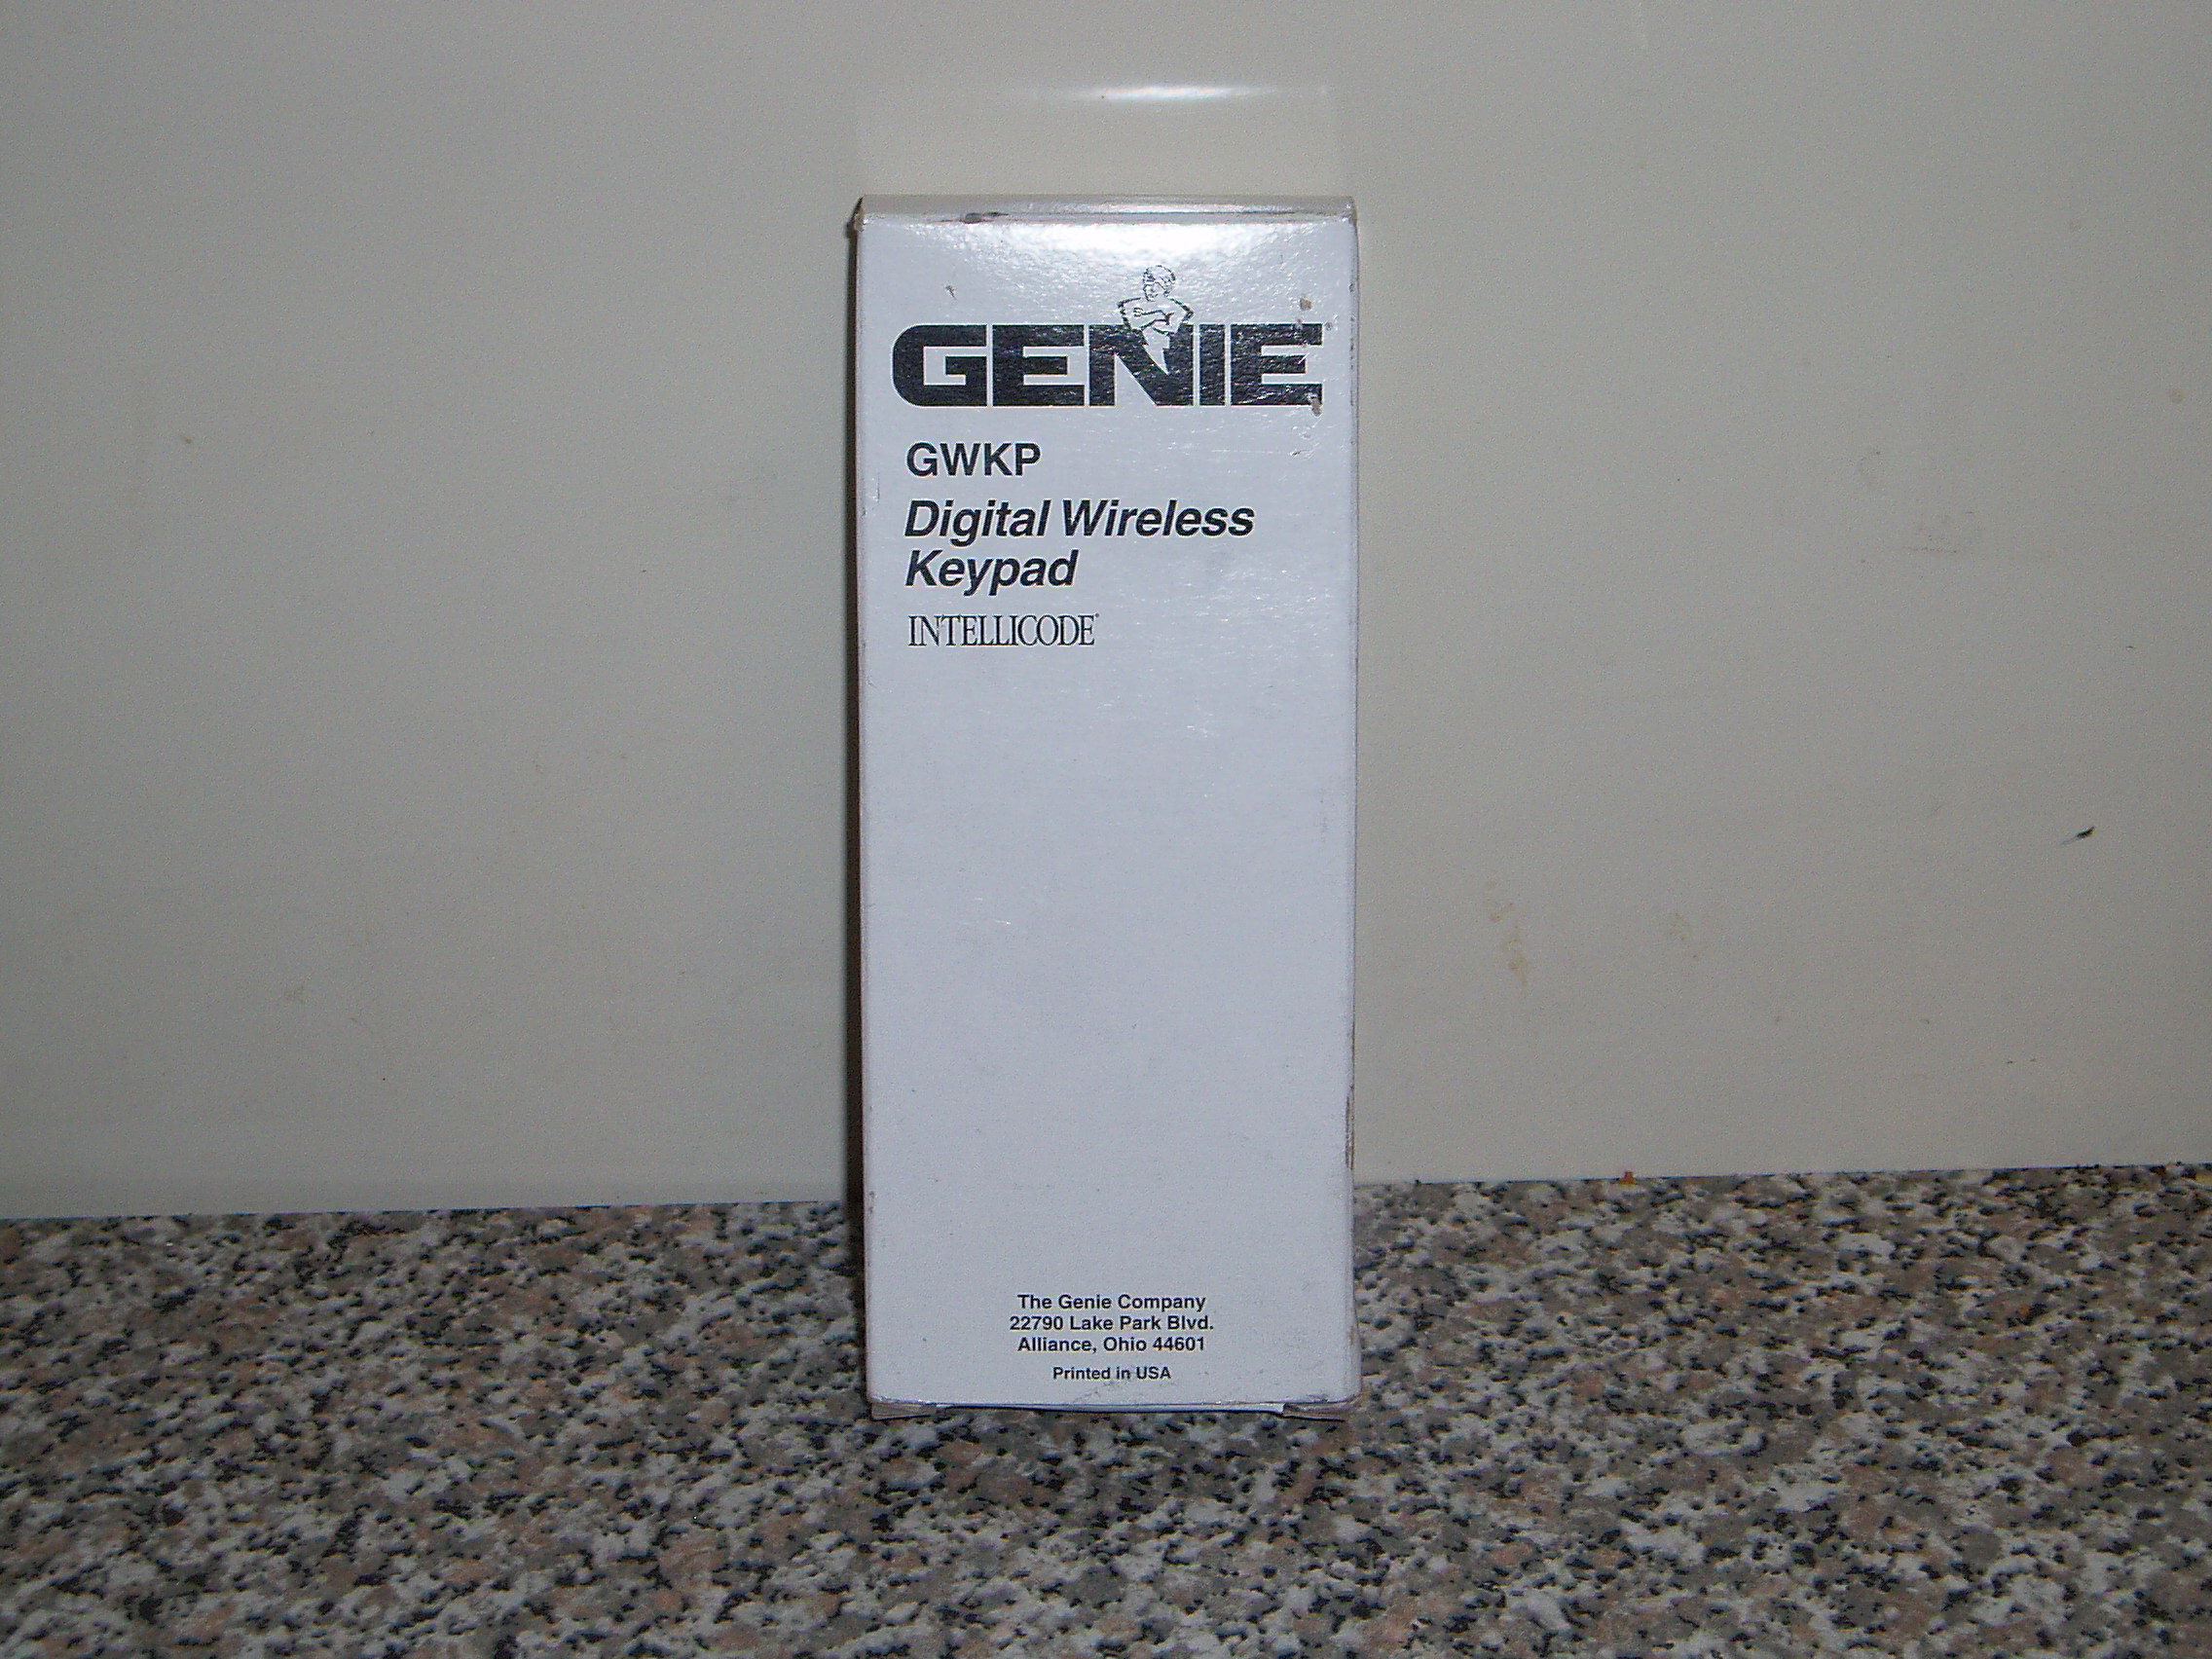 GENIE®
GWKP
Digital Wireless
Keypad
INTELLICODE®
The Genie Company
22790 Lake Park Blvd.
Alliance, Ohio 44601
Printed in USA